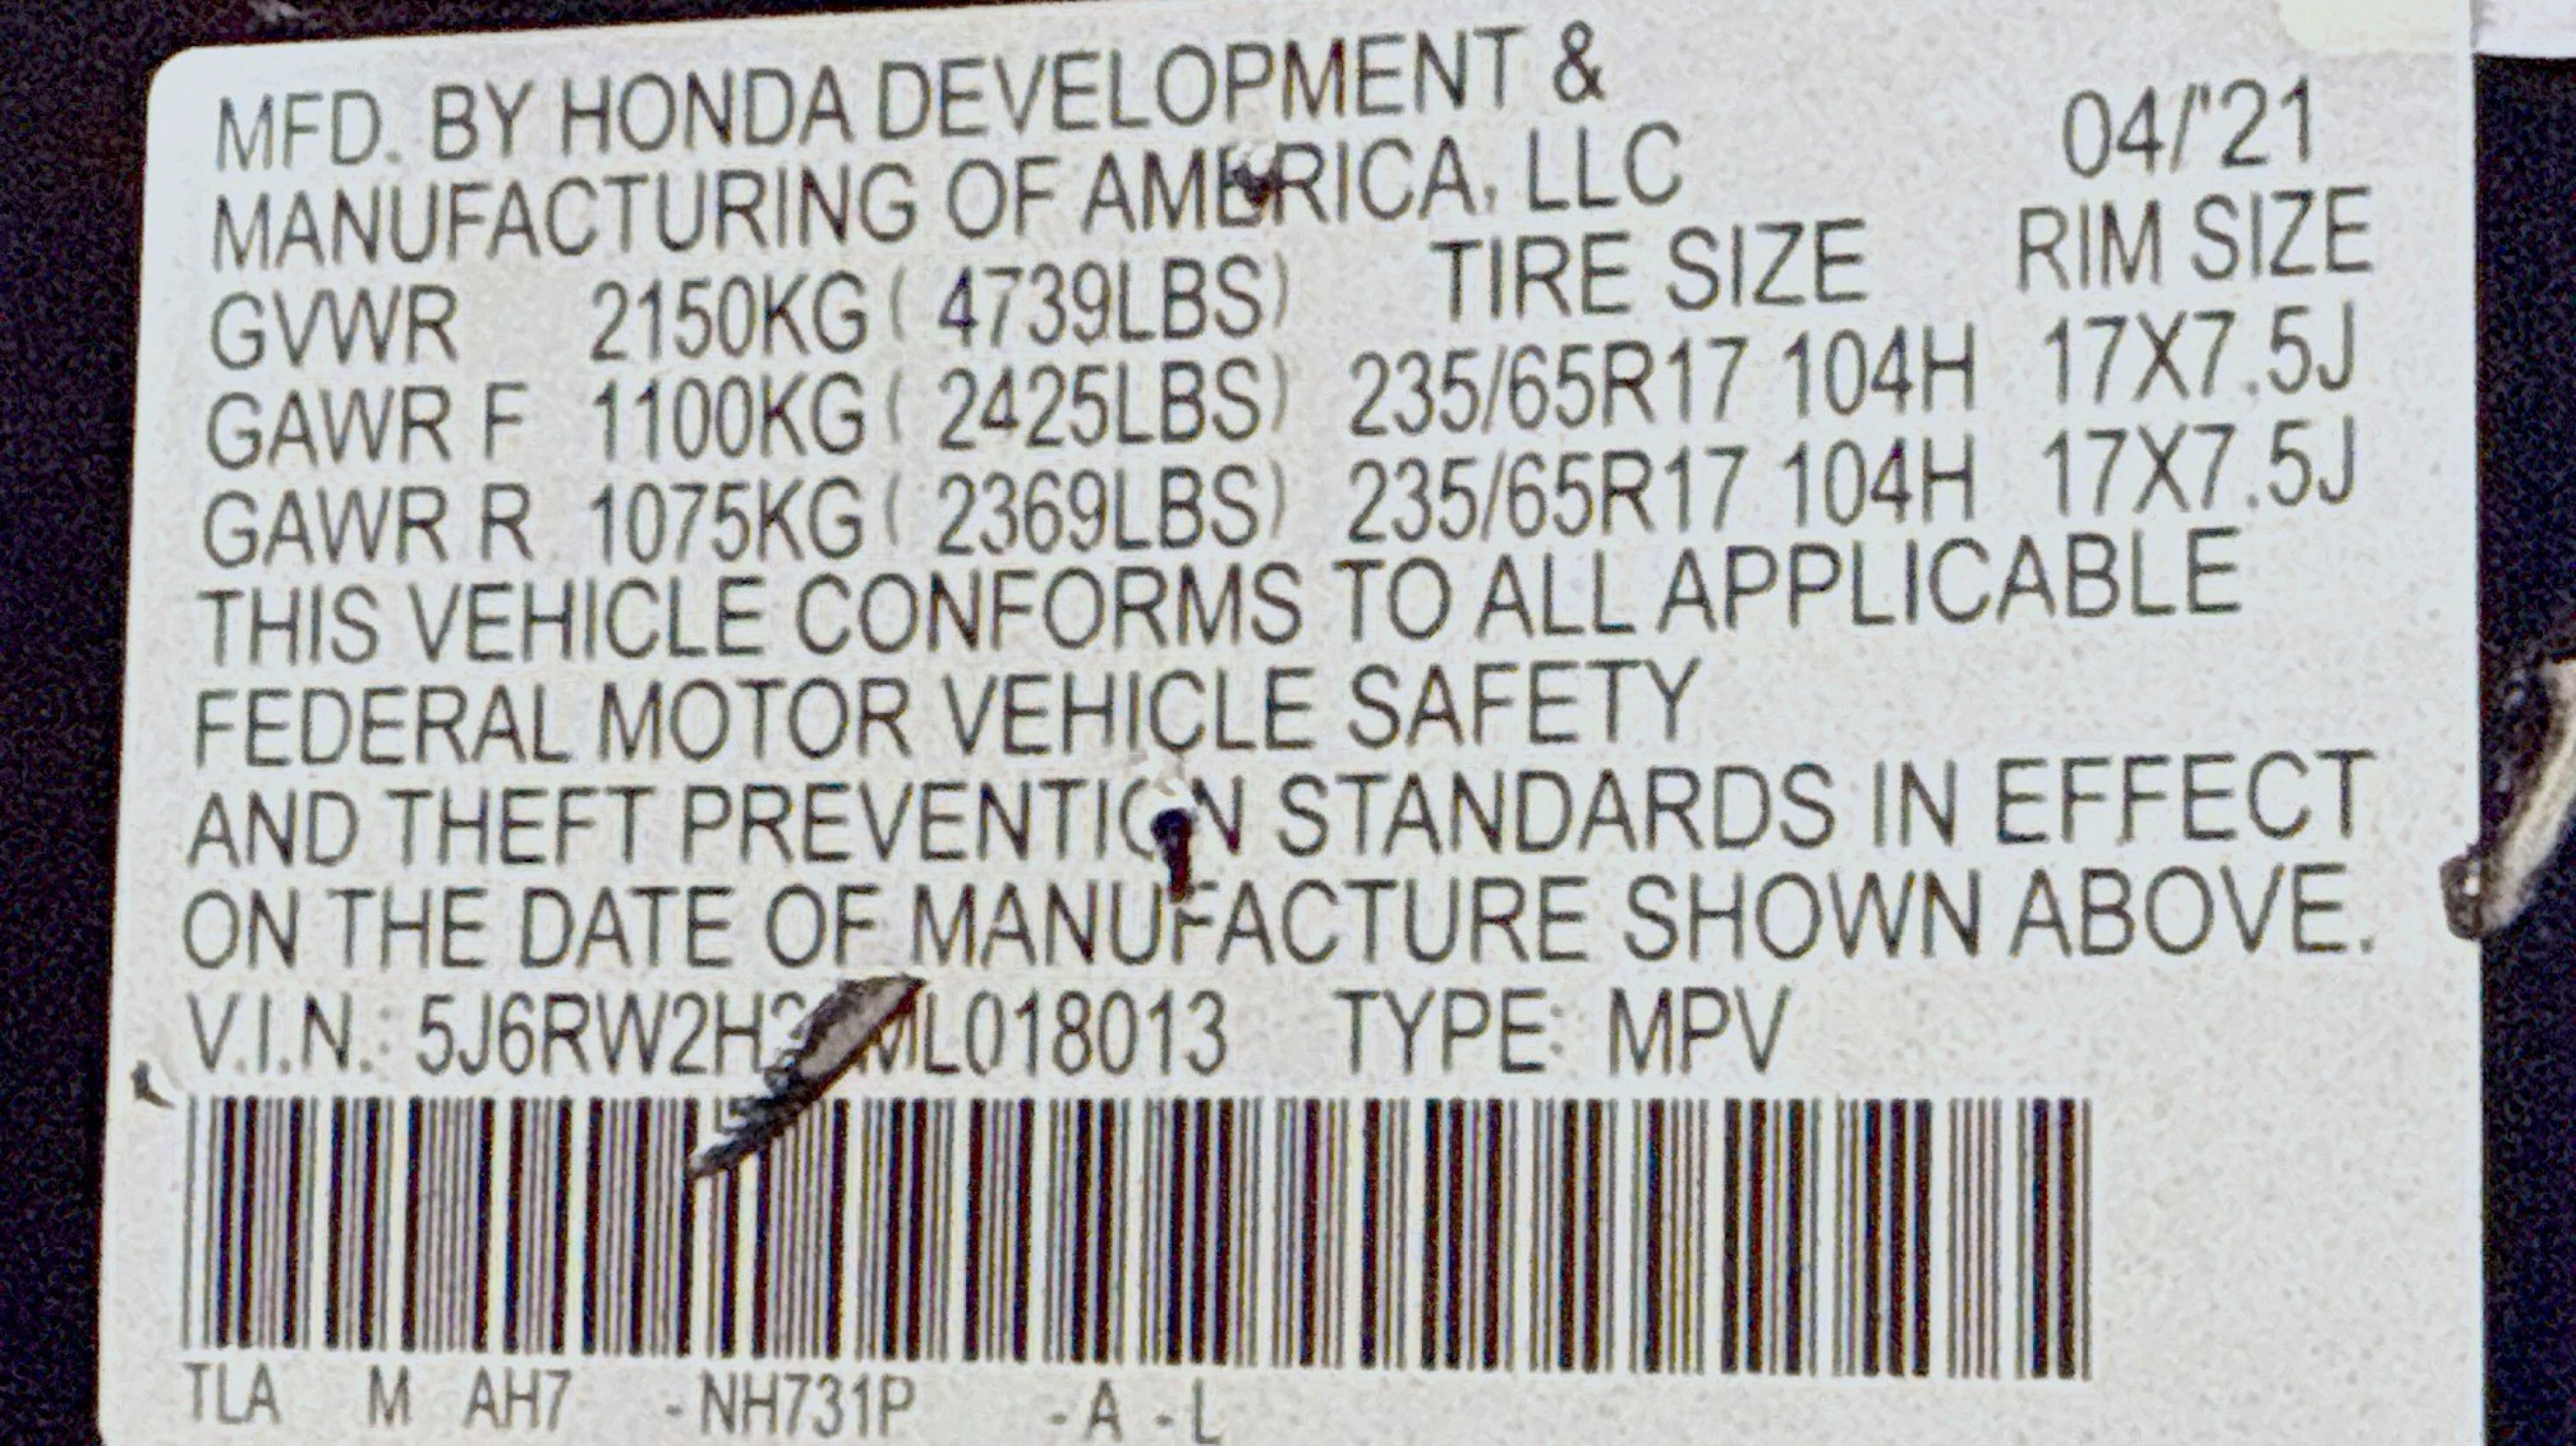 MFD. BY HONDA DEVELOPMENT &
MANUFACTURING OF AMERICA, LLC 04/'21
GVWR 2150KG ( 4739LBS) TIRE SIZE RIM SIZE
GAWR F 1100KG ( 2425LBS) 235/65R17 104H 17X7.5J
GAWR R 1075KG ( 2369LBS) 235/65R17 104H 17X7.5J
THIS VEHICLE CONFORMS TO ALL APPLICABLE
FEDERAL MOTOR VEHICLE SAFETY
AND THEFT PREVENTION STANDARDS IN EFFECT
ON THE DATE OF MANUFACTURE SHOWN ABOVE.
V.I.N.: TYPE: MPV
TLA M AH7 -NH731P -A -L